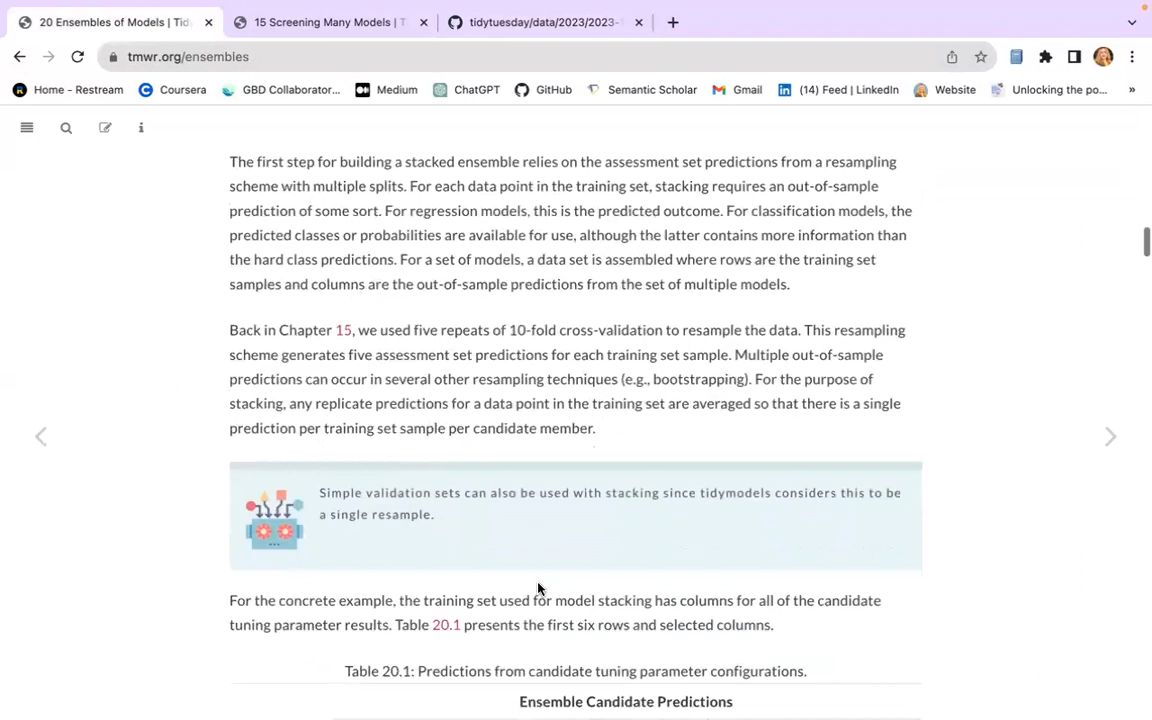 20 Ensembles of Models | Tid
15 Screening Many Models | T
tidytuesday/data/2023/2023-
tmwr.org/ensembles
Home - Restream
Coursera
GBD Collaborator...
Medium
ChatGPT
GitHub
Semantic Scholar
Gmail
(14) Feed | LinkedIn
Website
Unlocking the po...
»
The first step for building a stacked ensemble relies on the assessment set predictions from a resampling
scheme with multiple splits. For each data point in the training set, stacking requires an out-of-sample
prediction of some sort. For regression models, this is the predicted outcome. For classification models, the
predicted classes or probabilities are available for use, although the latter contains more information than
the hard class predictions. For a set of models, a data set is assembled where rows are the training set
samples and columns are the out-of-sample predictions from the set of multiple models.
Back in Chapter 15, we used five repeats of 10-fold cross-validation to resample the data. This resampling
scheme generates five assessment set predictions for each training set sample. Multiple out-of-sample
predictions can occur in several other resampling techniques (e.g., bootstrapping). For the purpose of
stacking, any replicate predictions for a data point in the training set are averaged so that there is a single
prediction per training set sample per candidate member.
Simple validation sets can also be used with stacking since tidymodels considers this to be
a single resample.
For the concrete example, the training set used for model stacking has columns for all of the candidate
tuning parameter results. Table 20.1 presents the first six rows and selected columns.
Table 20.1: Predictions from candidate tuning parameter configurations.
Ensemble Candidate Predictions